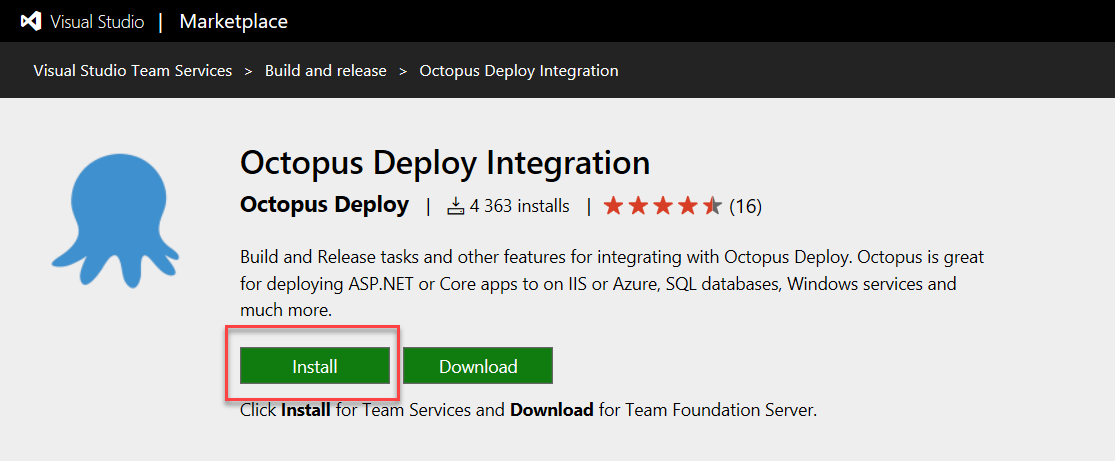 Visual Studio | Marketplace
Visual Studio Team Services > Build and release > Octopus Deploy Integration
Octopus Deploy Integration
Octopus Deploy | 4 363 installs | (16)
Build and Release tasks and other features for integrating with Octopus Deploy. Octopus is great
for deploying ASP.NET or Core apps to on IIS or Azure, SQL databases, Windows services and
much more.
Install Download
Click Install for Team Services and Download for Team Foundation Server.